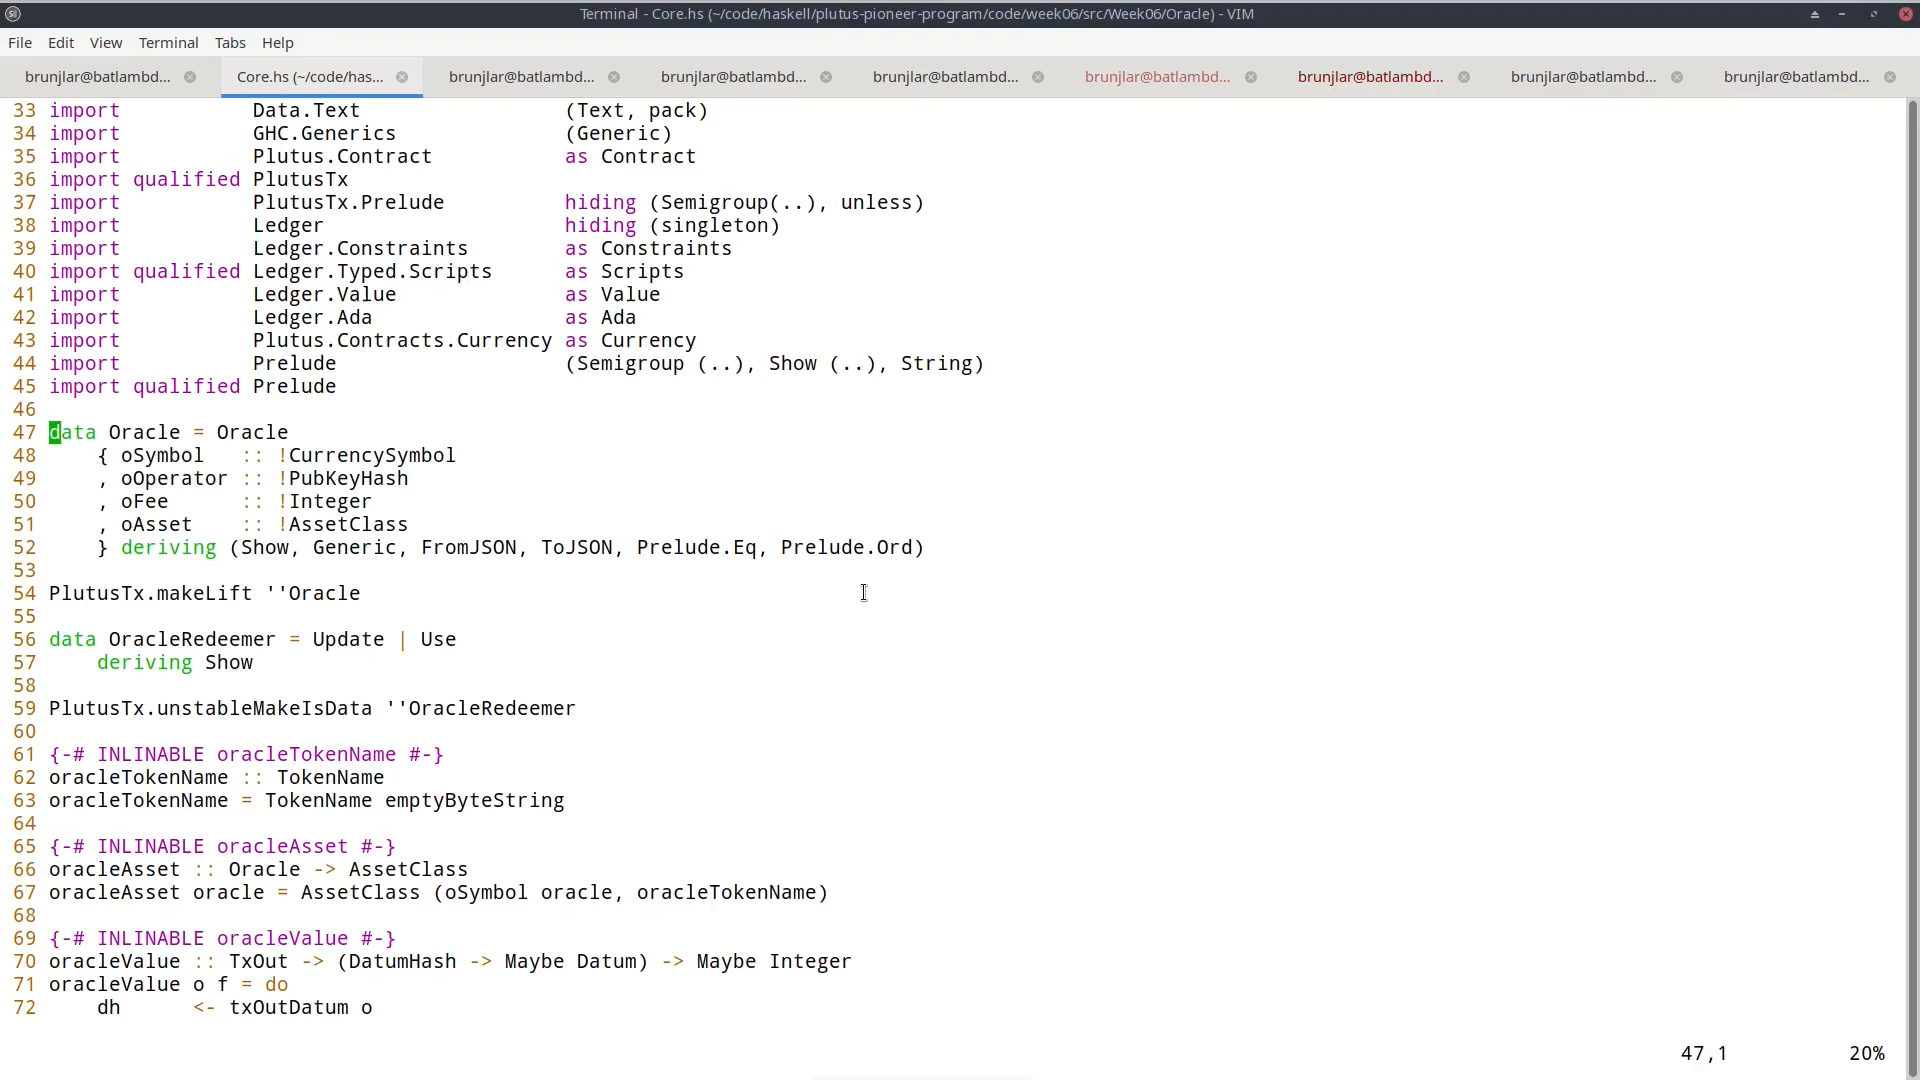 Terminal - Core.hs (~/code/haskell/plutus-pioneer-program/code/week06/src/Week06/Oracle) - VIM
File Edit View Terminal Tabs Help
brunjlar@batlambd... Core.hs (~/code/has... brunjlar@batlambd... brunjlar@batlambd... brunjlar@batlambd... brunjlar@batlambd... brunjlar@batlambd... brunjlar@batlambd... brunjlar@batlambd...
33 import           Data.Text                 (Text, pack)
34 import           GHC.Generics              (Generic)
35 import           Plutus.Contract           as Contract
36 import qualified PlutusTx
37 import           PlutusTx.Prelude          hiding (Semigroup(..), unless)
38 import           Ledger                    hiding (singleton)
39 import           Ledger.Constraints        as Constraints
40 import qualified Ledger.Typed.Scripts      as Scripts
41 import           Ledger.Value              as Value
42 import           Ledger.Ada                as Ada
43 import           Plutus.Contracts.Currency as Currency
44 import           Prelude                   (Semigroup (..), Show (..), String)
45 import qualified Prelude
46
47 data Oracle = Oracle
48     { oSymbol   :: !CurrencySymbol
49     , oOperator :: !PubKeyHash
50     , oFee      :: !Integer
51     , oAsset    :: !AssetClass
52     } deriving (Show, Generic, FromJSON, ToJSON, Prelude.Eq, Prelude.Ord)
53
54 PlutusTx.makeLift ''Oracle
55
56 data OracleRedeemer = Update | Use
57     deriving Show
58
59 PlutusTx.unstableMakeIsData ''OracleRedeemer
60
61 {-# INLINABLE oracleTokenName #-}
62 oracleTokenName :: TokenName
63 oracleTokenName = TokenName emptyByteString
64
65 {-# INLINABLE oracleAsset #-}
66 oracleAsset :: Oracle -> AssetClass
67 oracleAsset oracle = AssetClass (oSymbol oracle, oracleTokenName)
68
69 {-# INLINABLE oracleValue #-}
70 oracleValue :: TxOut -> (DatumHash -> Maybe Datum) -> Maybe Integer
71 oracleValue o f = do
72     dh      <- txOutDatum o
47,1 20%